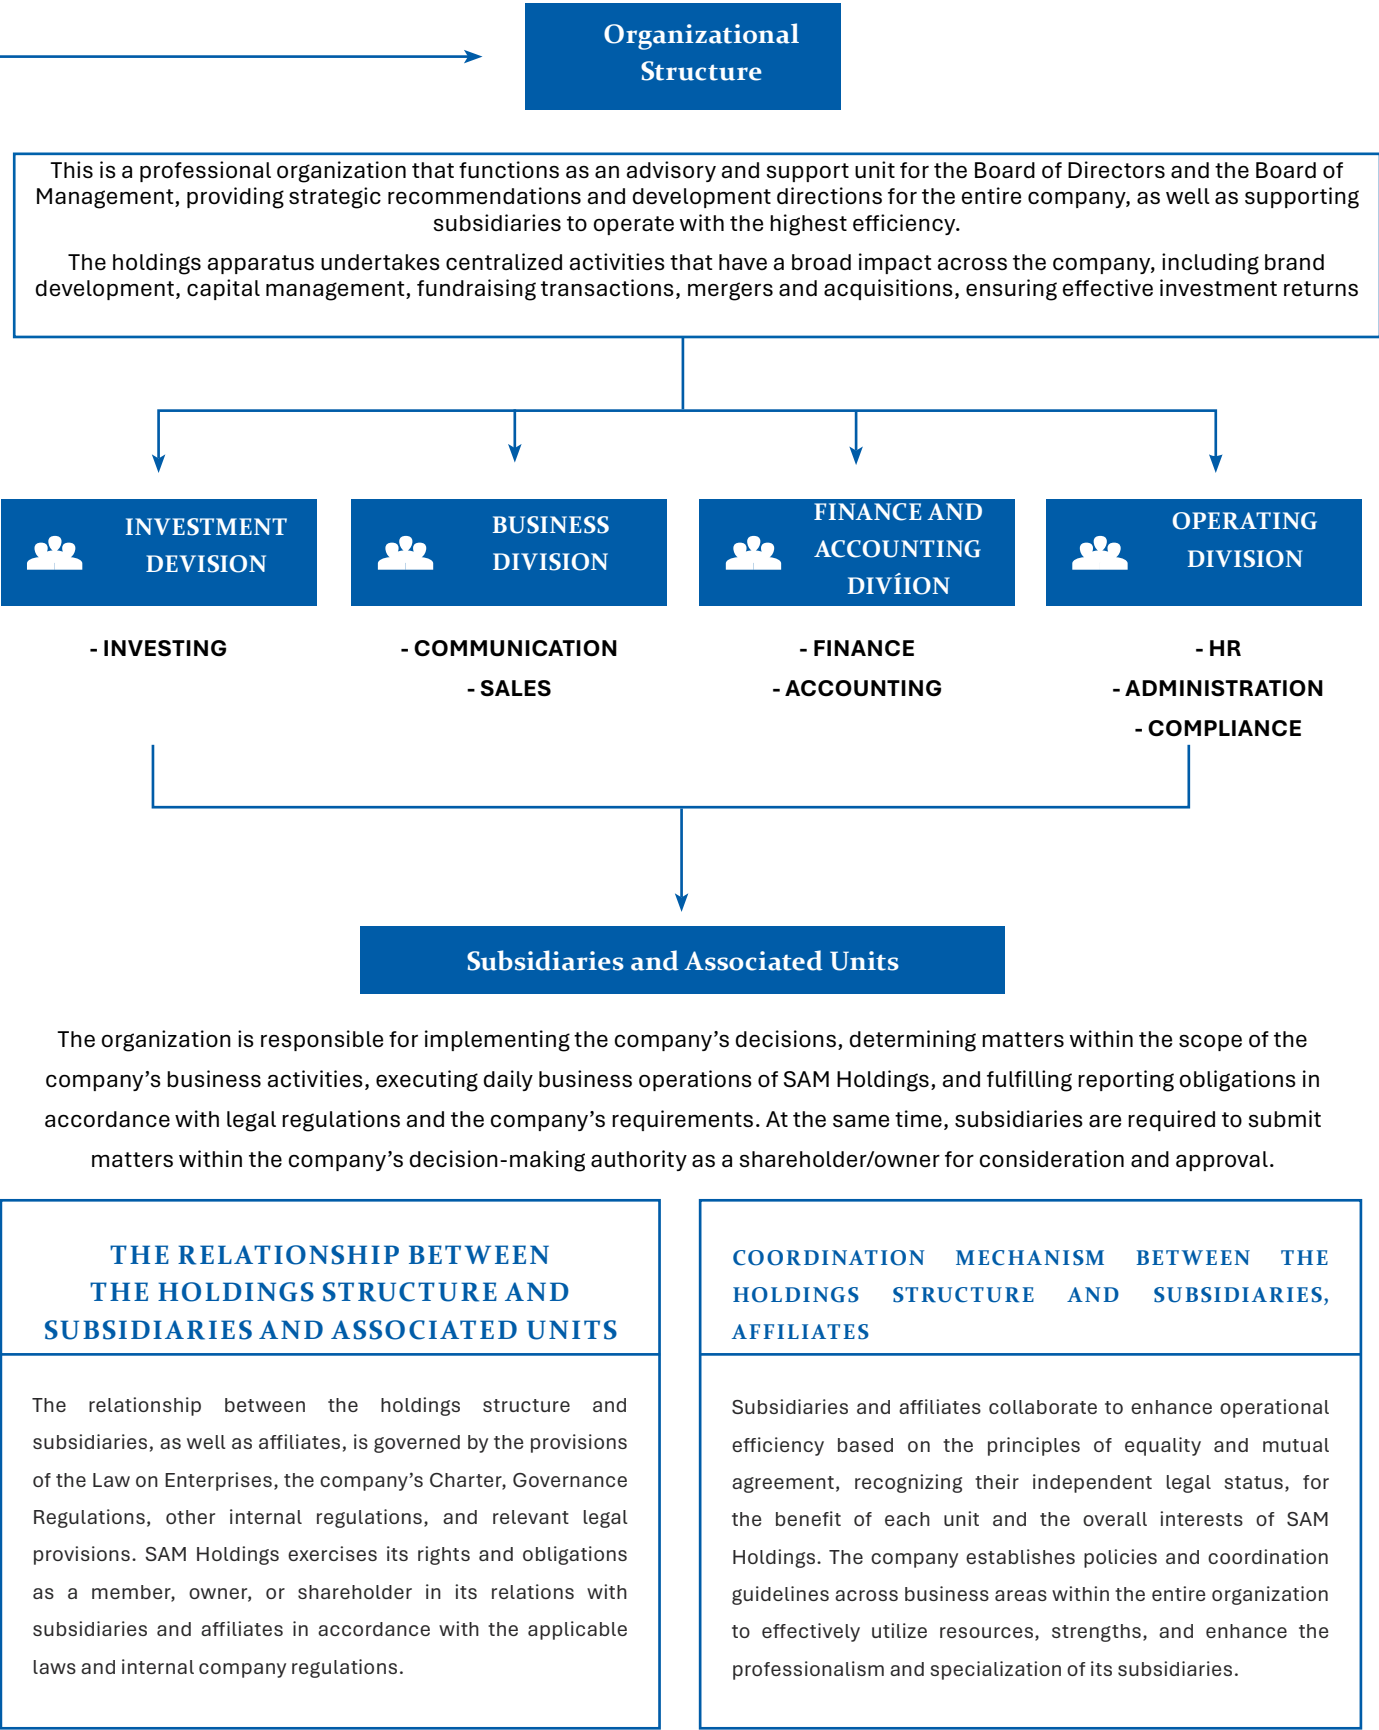 Organizational
Structure
This is a professional organization that functions as an advisory and support unit for the Board of Directors and the Board of
Management, providing strategic recommendations and development directions for the entire company, as well as supporting
subsidiaries to operate with the highest efficiency.
The holdings apparatus undertakes centralized activities that have a broad impact across the company, including brand
development, capital management, fundraising transactions, mergers and acquisitions, ensuring effective investment returns
INVESTMENT
DEVISION
- INVESTING
BUSINESS
DIVISION
- COMMUNICATION
- SALES
FINANCE AND
ACCOUNTING
DIVÍION
- FINANCE
- ACCOUNTING
OPERATING
DIVISION
- HR
- ADMINISTRATION
- COMPLIANCE
Subsidiaries and Associated Units
The organization is responsible for implementing the company’s decisions, determining matters within the scope of the
company’s business activities, executing daily business operations of SAM Holdings, and fulfilling reporting obligations in
accordance with legal regulations and the company’s requirements. At the same time, subsidiaries are required to submit
matters within the company’s decision-making authority as a shareholder/owner for consideration and approval.
THE RELATIONSHIP BETWEEN
THE HOLDINGS STRUCTURE AND
SUBSIDIARIES AND ASSOCIATED UNITS
The relationship between the holdings structure and
subsidiaries, as well as affiliates, is governed by the provisions
of the Law on Enterprises, the company’s Charter, Governance
Regulations, other internal regulations, and relevant legal
provisions. SAM Holdings exercises its rights and obligations
as a member, owner, or shareholder in its relations with
subsidiaries and affiliates in accordance with the applicable
laws and internal company regulations.
COORDINATION MECHANISM BETWEEN THE
HOLDINGS STRUCTURE AND SUBSIDIARIES,
AFFILIATES
Subsidiaries and affiliates collaborate to enhance operational
efficiency based on the principles of equality and mutual
agreement, recognizing their independent legal status, for
the benefit of each unit and the overall interests of SAM
Holdings. The company establishes policies and coordination
guidelines across business areas within the entire organization
to effectively utilize resources, strengths, and enhance the
professionalism and specialization of its subsidiaries.